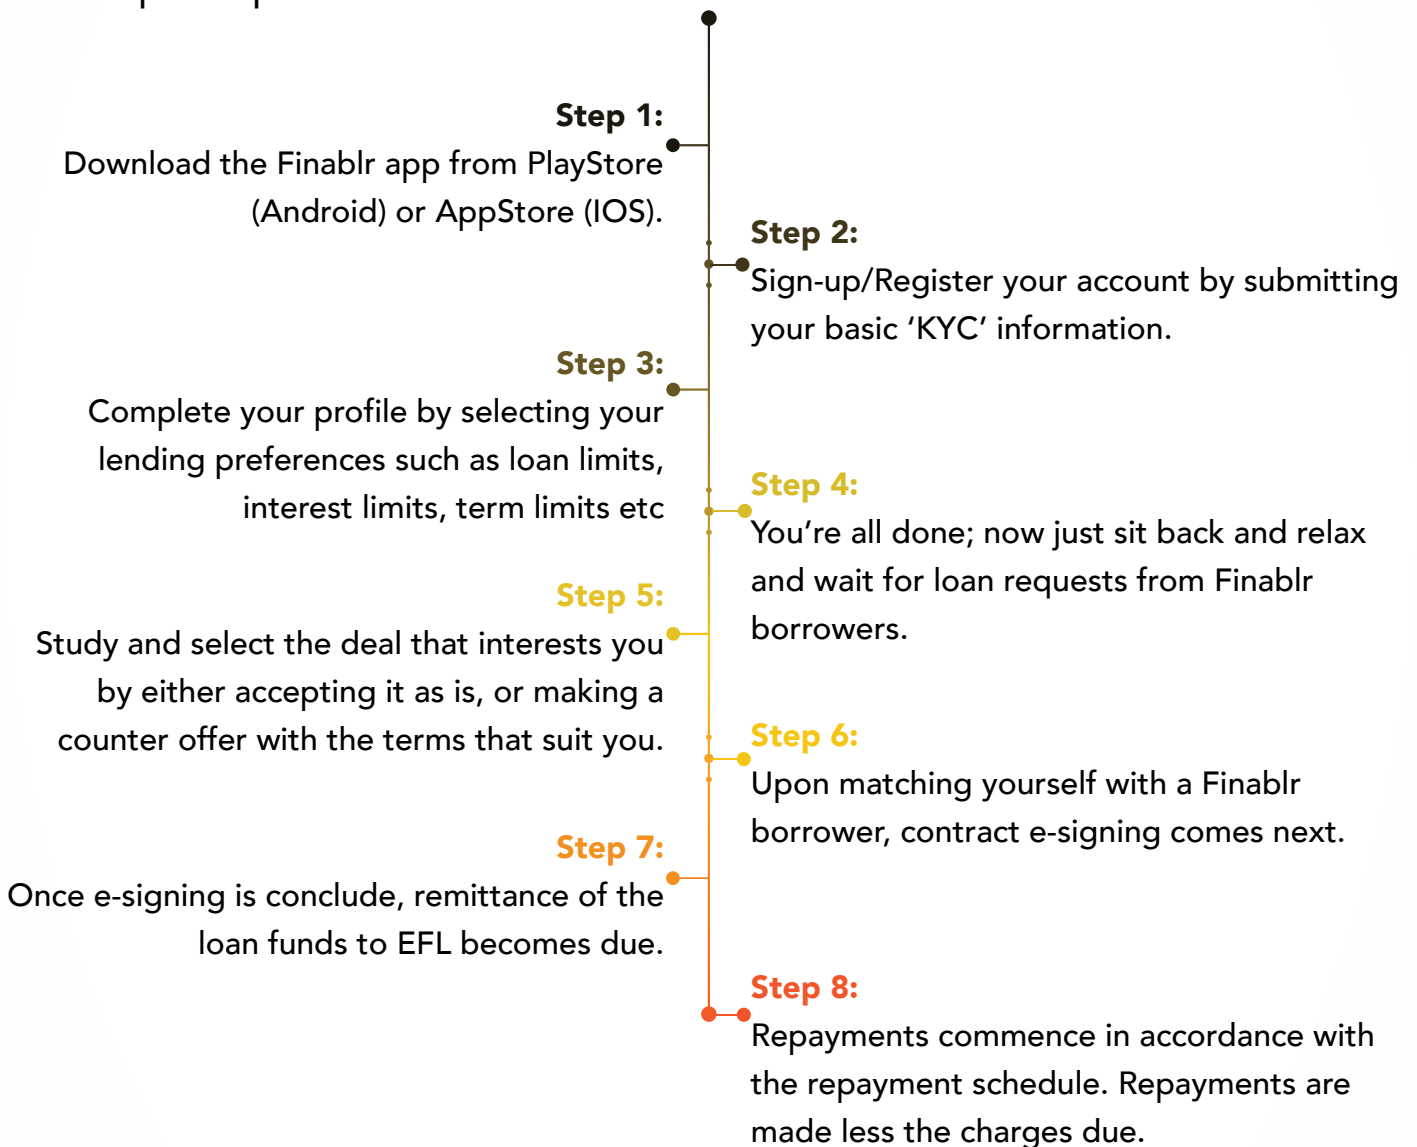 Step 1:
Download the Finablr app from PlayStore
(Android) or AppStore (IOS).
Step 2:
Sign-up/Register your account by submitting
your basic ‘KYC’ information.
Step 3:
Complete your profile by selecting your
lending preferences such as loan limits,
interest limits, term limits etc
Step 4:
You’re all done; now just sit back and relax
and wait for loan requests from Finablr
borrowers.
Step 5:
Study and select the deal that interests you
by either accepting it as is, or making a
counter offer with the terms that suit you.
Step 6:
Upon matching yourself with a Finablr
borrower, contract e-signing comes next.
Step 7:
Once e-signing is conclude, remittance of the
loan funds to EFL becomes due.
Step 8:
Repayments commence in accordance with
the repayment schedule. Repayments are
made less the charges due.